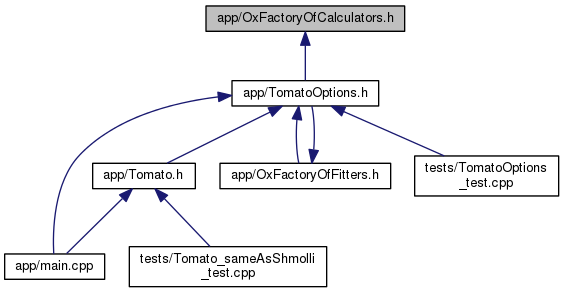 app/OxFactoryOfCalculators.h
app/TomatoOptions.h
app/Tomato.h
app/OxFactoryOfFitters.h
tests/TomatoOptions
_test.cpp
app/main.cpp
tests/Tomato_sameAsShmolli
_test.cpp